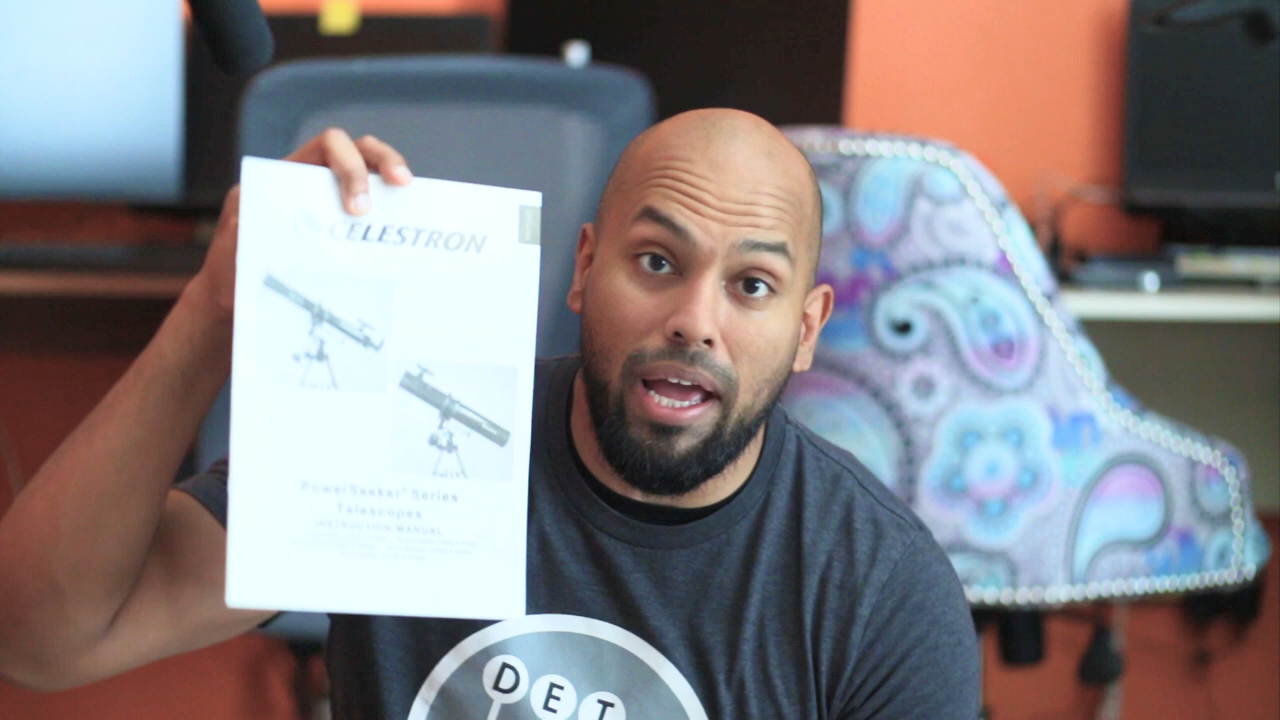 CELESTRON
PowerSeeker® Series
Telescopes
INSTRUCTION MANUAL
DET